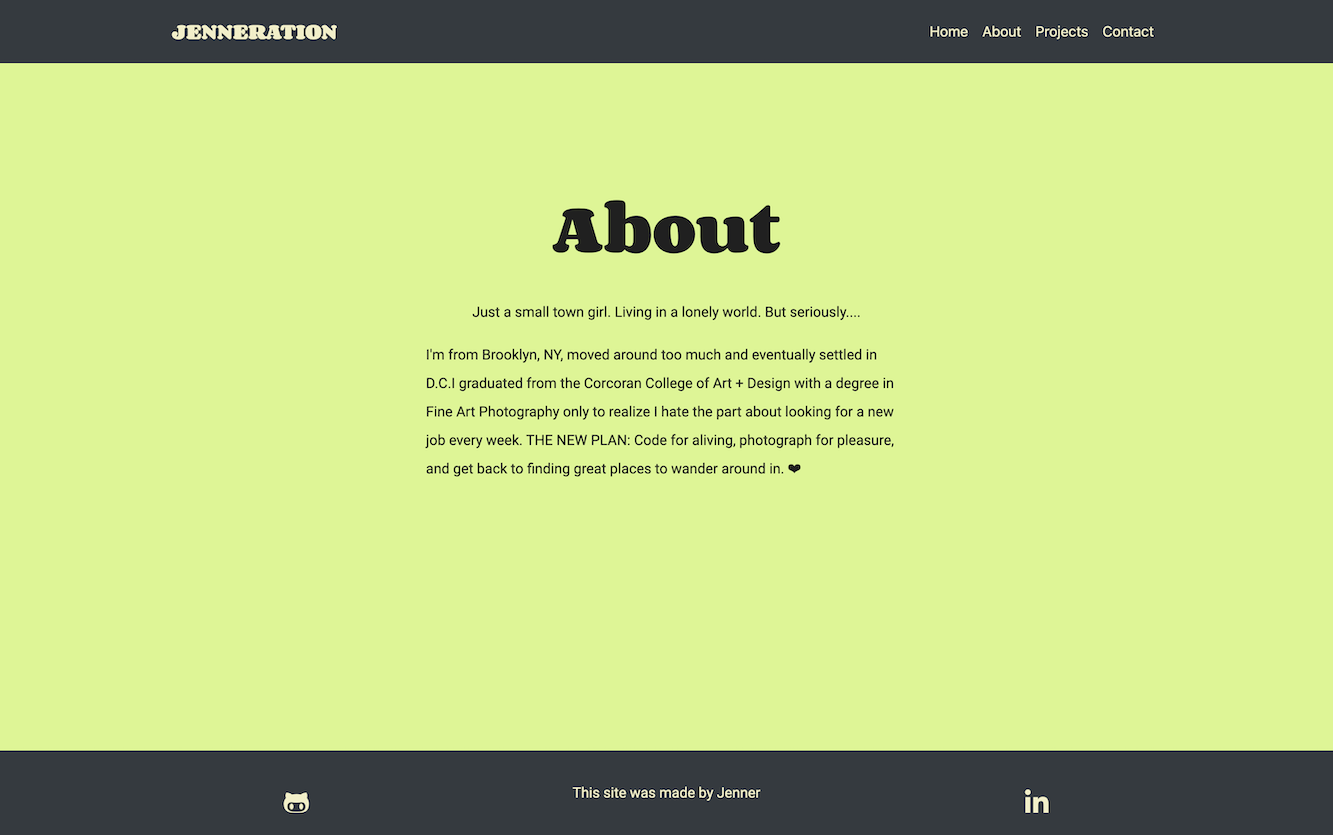 JENNERATION
Home About Projects Contact
About
Just a small town girl. Living in a lonely world. But seriously....
I'm from Brooklyn, NY, moved around too much and eventually settled in
D.C.I graduated from the Corcoran College of Art + Design with a degree in
Fine Art Photography only to realize I hate the part about looking for a new
job every week. THE NEW PLAN: Code for aliving, photograph for pleasure,
and get back to finding great places to wander around in. ❤
This site was made by Jenner
in